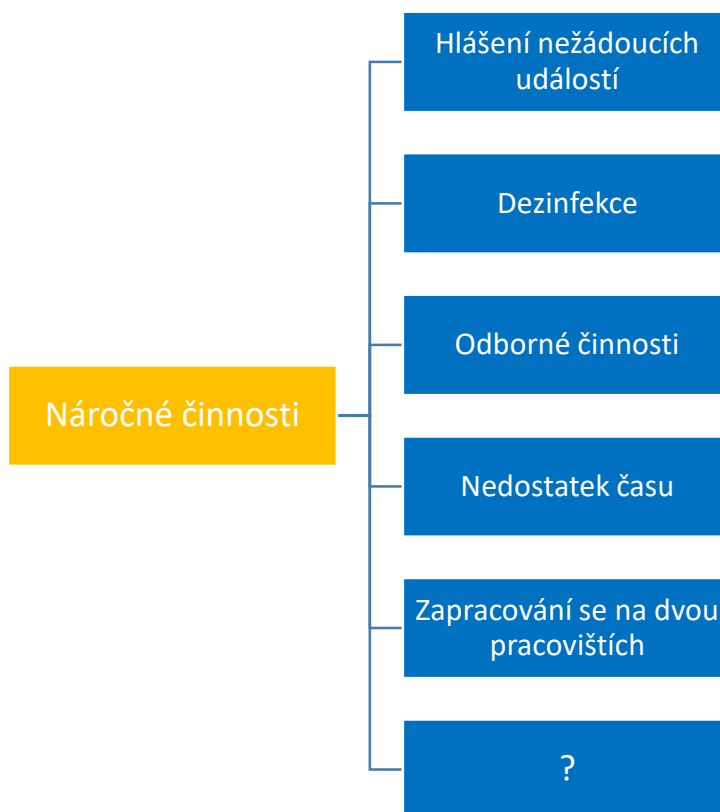 Hlášení nežádoucích
událostí
Dezinfekce
Odborné činnosti
Náročné činnosti
Nedostatek času
Zapracování se na dvou
pracovištích
?